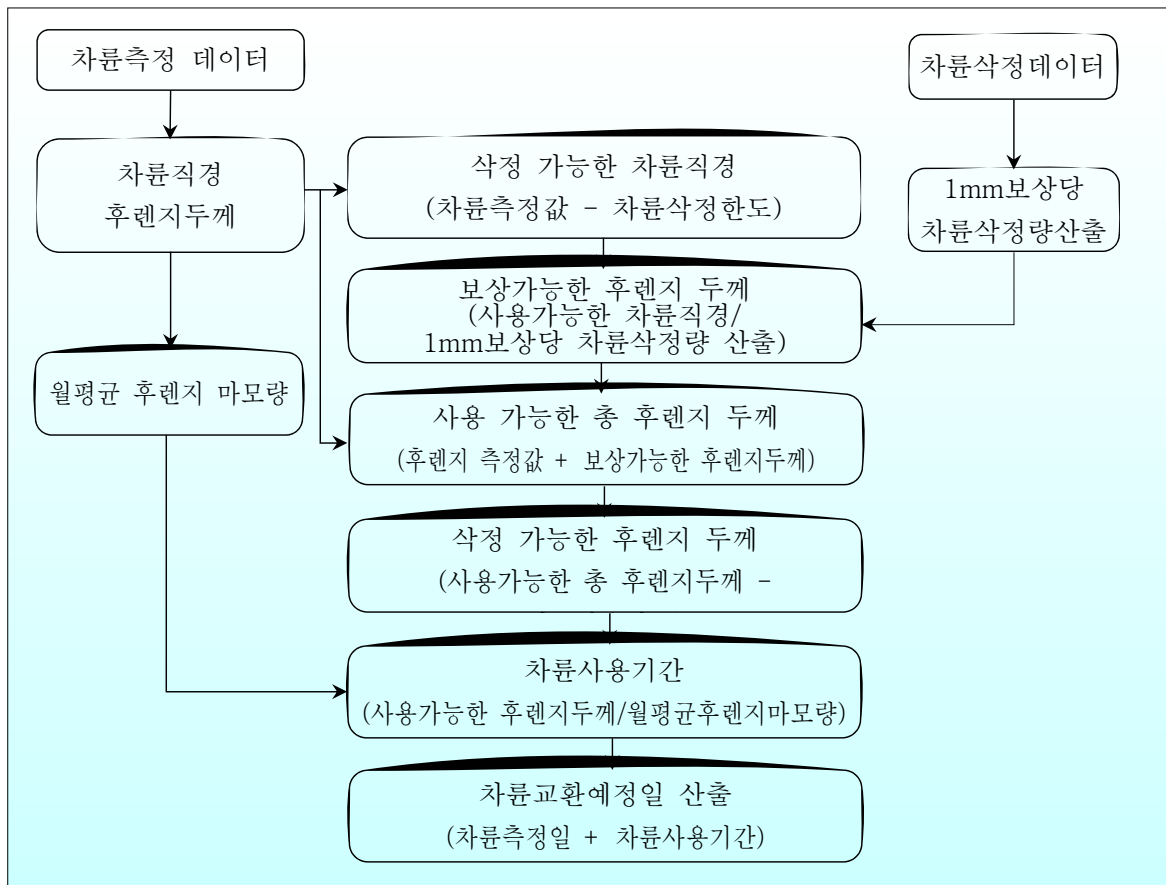 차륜측정 데이터
차륜삭정데이터
차륜직경
후렌지두께
삭정 가능한 차륜직경
(차륜측정값 - 차륜삭정한도)
1mm보상당
차륜삭정량산출
보상가능한 후렌지 두께
(사용가능한 차륜직경/
1mm보상당 차륜삭정량 산출)
월평균 후렌지 마모량
사용 가능한 총 후렌지 두께
(후렌지 측정값 + 보상가능한 후렌지두께)
삭정 가능한 후렌지 두께
(사용가능한 총 후렌지두께 -
차륜사용기간
(사용가능한 후렌지두께/월평균후렌지마모량)
차륜교환예정일 산출
(차륜측정일 + 차륜사용기간)